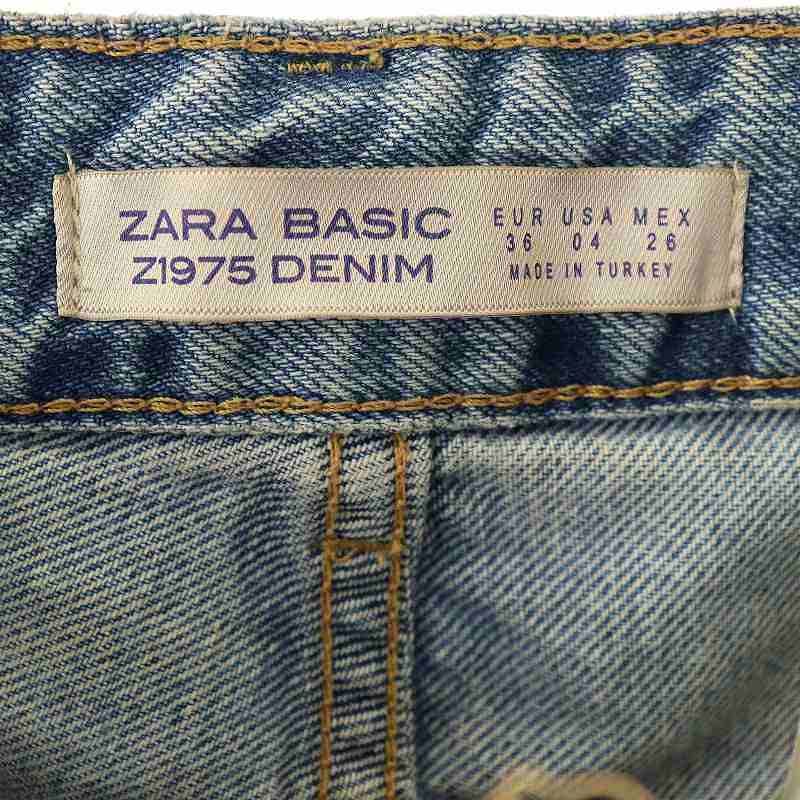 ZARA BASIC
Z1975 DENIM
EUR USA MEX
36 04 26
MADE IN TURKEY